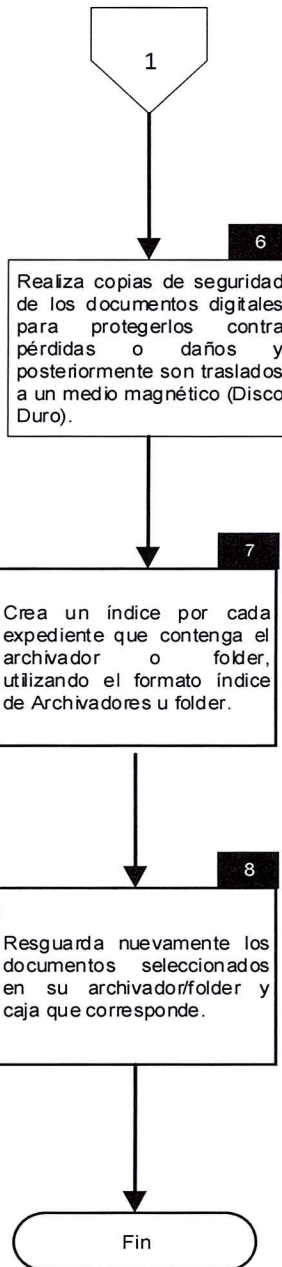 1
6
Realiza copias de seguridad
de los documentos digitales
para protegerlos contra
pérdidas o daños y
posteriormente son traslados
a un medio magnético (Disco
Duro).
7
Crea un índice por cada
expediente que contenga el
archivador o folder,
utilizando el formato índice
de Archivadores u folder.
8
Resguarda nuevamente los
documentos seleccionados
en su archivador/folder y
caja que corresponde.
Fin